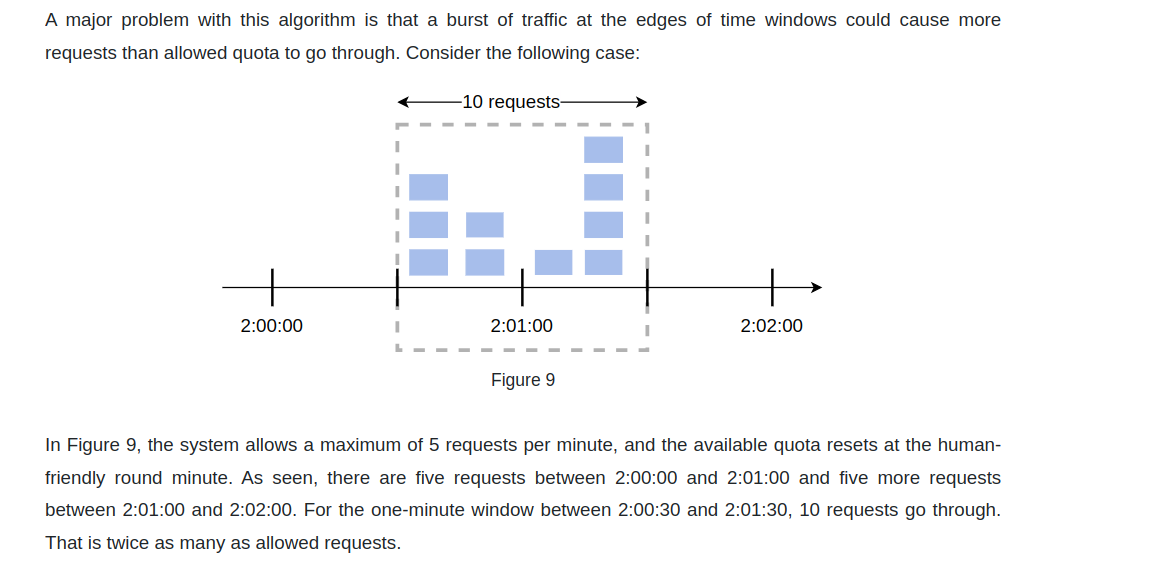 A major problem with this algorithm is that a burst of traffic at the edges of time windows could cause more
requests than allowed quota to go through. Consider the following case:
10 requests
2:00:00
2:01:00
2:02:00
Figure 9
In Figure 9, the system allows a maximum of 5 requests per minute, and the available quota resets at the human-
friendly round minute. As seen, there are five requests between 2:00:00 and 2:01:00 and five more requests
between 2:01:00 and 2:02:00. For the one-minute window between 2:00:30 and 2:01:30, 10 requests go through.
That is twice as many as allowed requests.